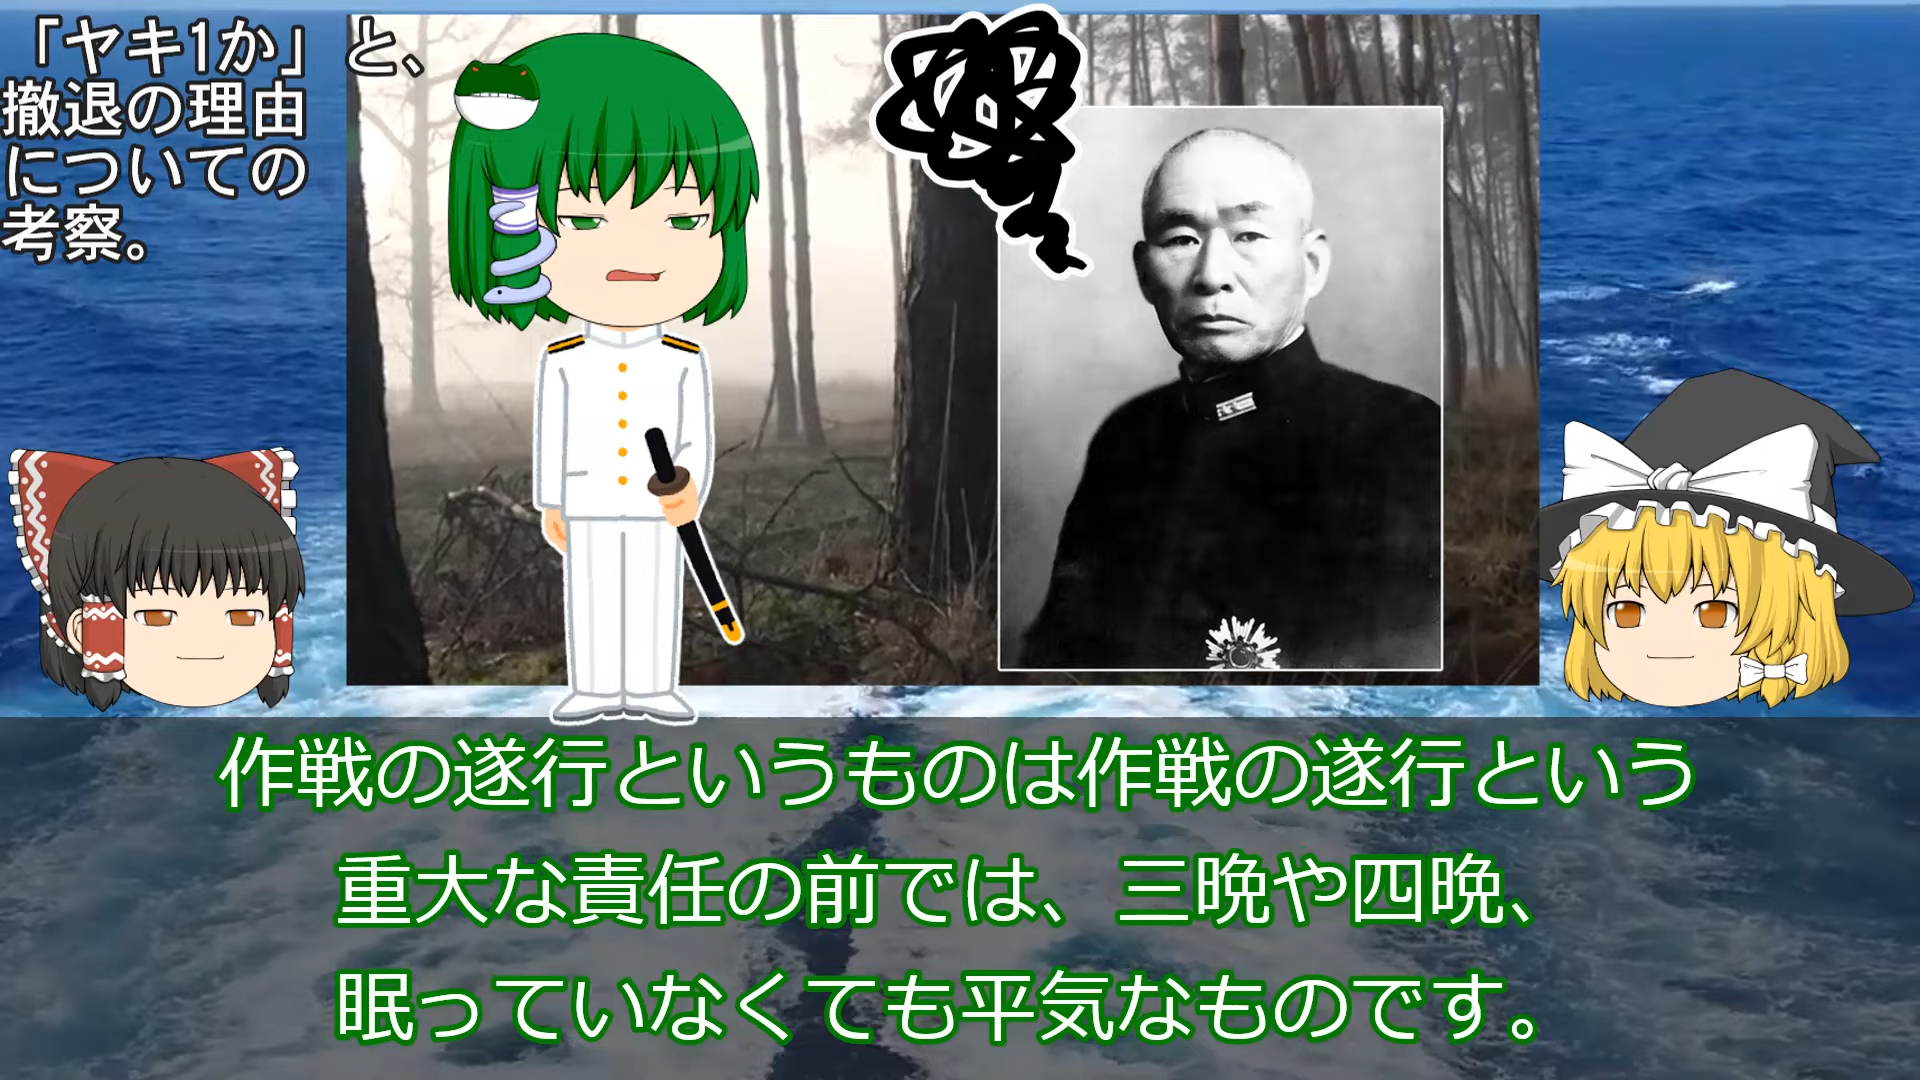 「ヤキ1か」と、
撤退の理由
についての
考察。
作戦の遂行というものは作戦の遂行という
重大な責任の前では、三晩や四晩、
眠っていなくても平気なものです。